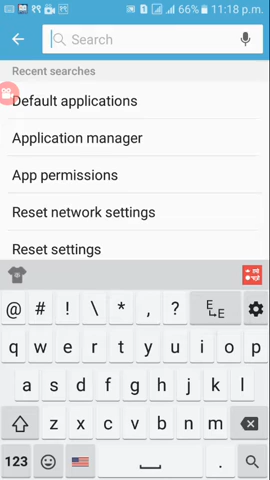 66% 11:18 p.m.
Search
Recent searches
Default applications
Application manager
App permissions
Reset network settings
Reset settings
@ # ! \ * , ? E E
q w e r t y u i o p
a s d f g h j k l
z x c v b n m
123 .